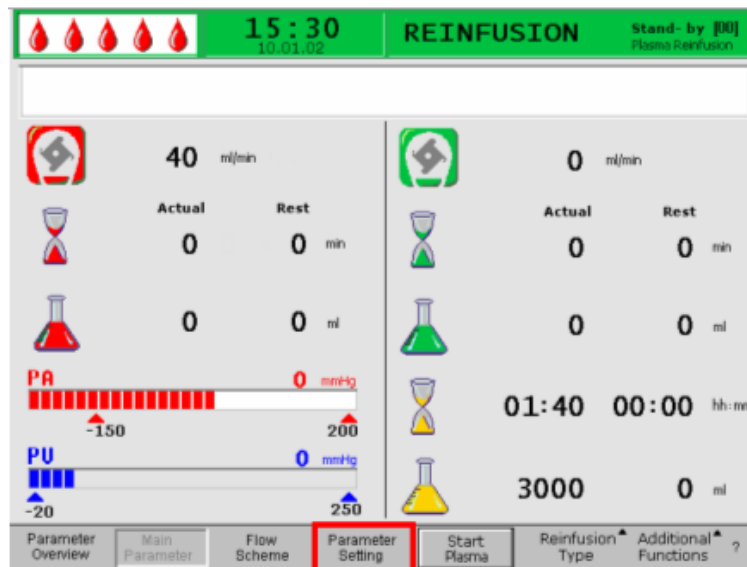 15:30
10.01.02
REINFUSION
Stand- by [00]
Plasma Reinfusion
40 ml/min
Actual Rest
0 0 min
0 0 ml
PA 0 mmHg
-150 200
PU 0 mmHg
-20 250
0 ml/min
Actual Rest
0 0 min
0 0 ml
01:40 00:00 hh:mm
3000 0 ml
Parameter Overview
Main Parameter
Flow Scheme
Parameter Setting
Start Plasma
Reinfusion Type
Additional Functions
?